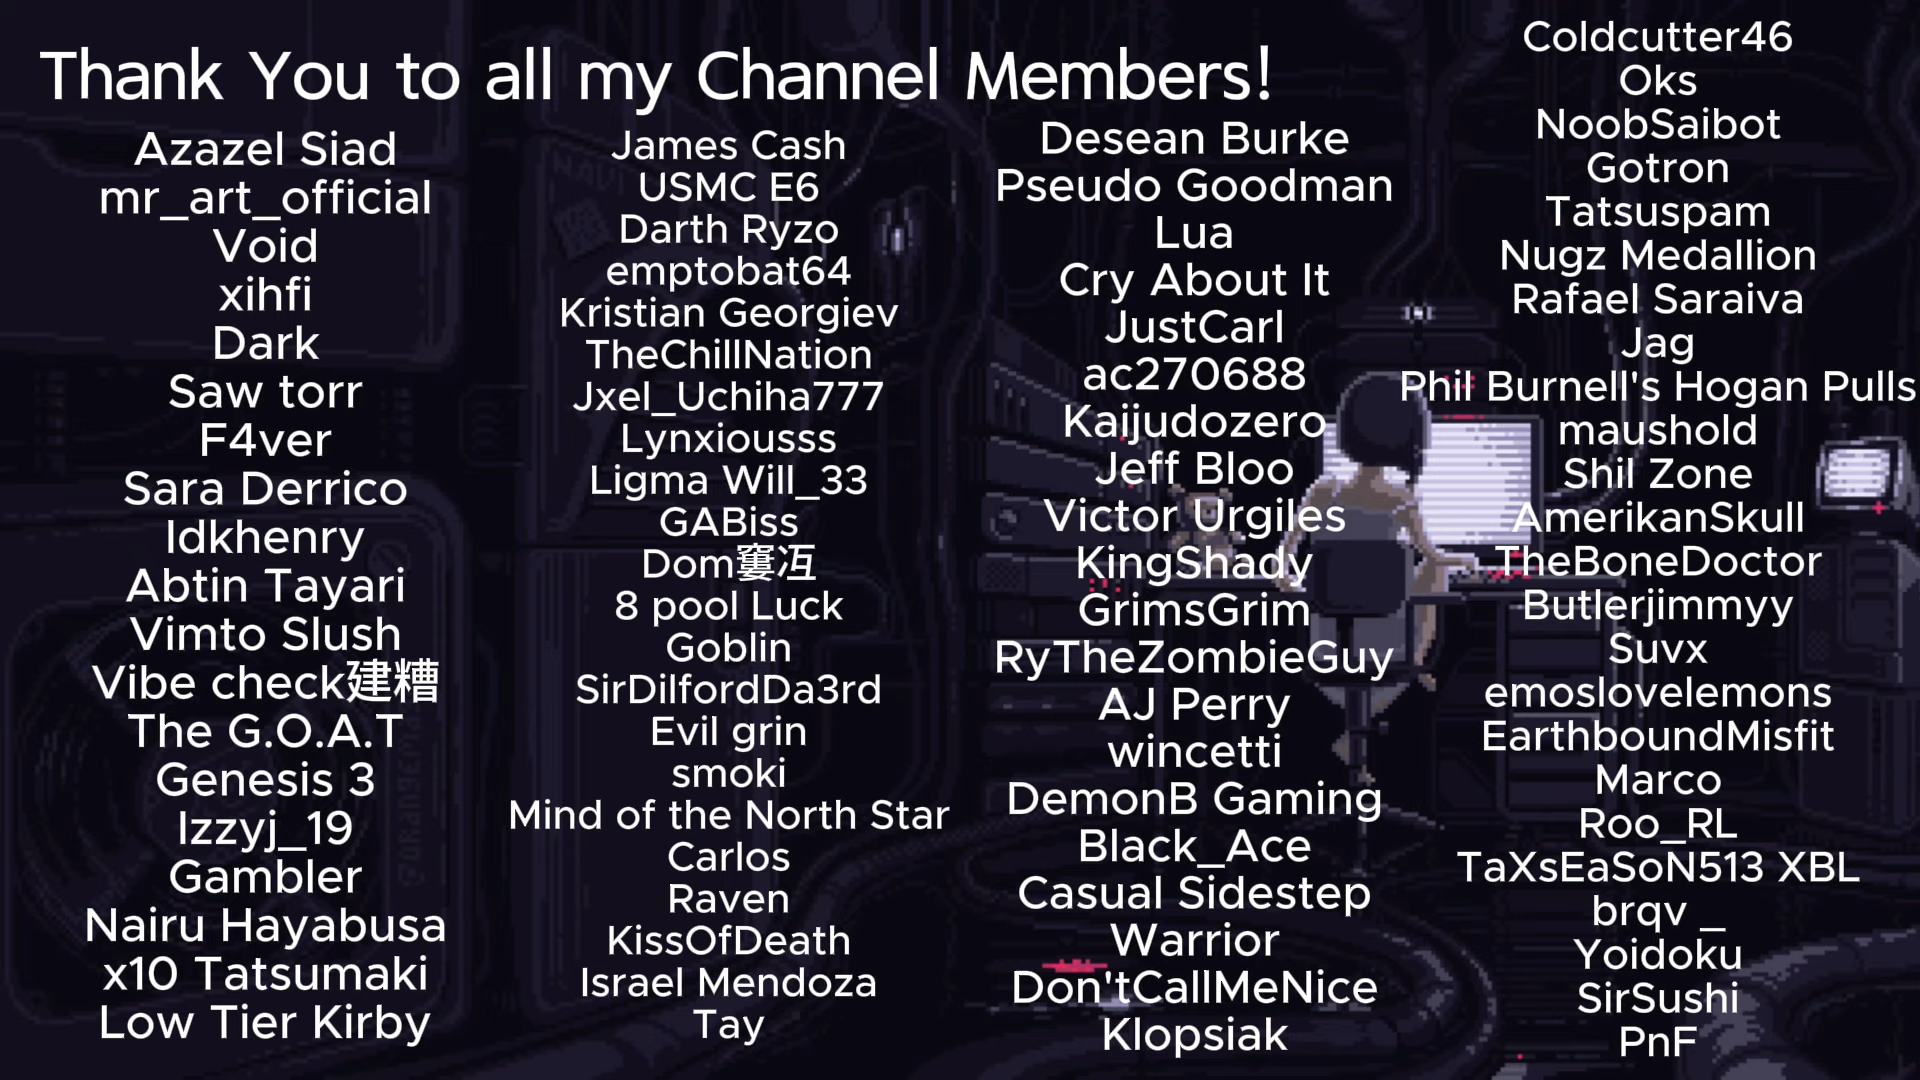 Thank You to all my Channel Members!
Azazel Siad
mr_art_official
Void
xihfi
Dark
Saw torr
F4ver
Sara Derrico
Idkhenry
Abtin Tayari
Vimto Slush
Vibe check建糟
The G.O.A.T
Genesis 3
Izzyj_19
Gambler
Nairu Hayabusa
x10 Tatsumaki
Low Tier Kirby
James Cash
USMC E6
Darth Ryzo
emptobat64
Kristian Georgiev
TheChillNation
Jxel_Uchiha777
Lynxiousss
Ligma Will_33
GABiss
Dom窶冱
8 pool Luck
Goblin
SirDilfordDa3rd
Evil grin
smoki
Mind of the North Star
Carlos
Raven
KissOfDeath
Israel Mendoza
Tay
Desean Burke
Pseudo Goodman
Lua
Cry About It
JustCarl
ac270688
Kaijudozero
Jeff Bloo
Victor Urgiles
KingShady
GrimsGrim
RyTheZombieGuy
AJ Perry
wincetti
DemonB Gaming
Black_Ace
Casual Sidestep
Warrior
Don'tCallMeNice
Klopsiak
Coldcutter46
Oks
NoobSaibot
Gotron
Tatsuspam
Nugz Medallion
Rafael Saraiva
Jag
Phil Burnell's Hogan Pulls
maushold
Shil Zone
AmerikanSkull
TheBoneDoctor
Butlerjimmyy
Suvx
emoslovelemons
EarthboundMisfit
Marco
Roo_RL
TaXsEaSoN513 XBL
brqv _
Yoidoku
SirSushi
PnF